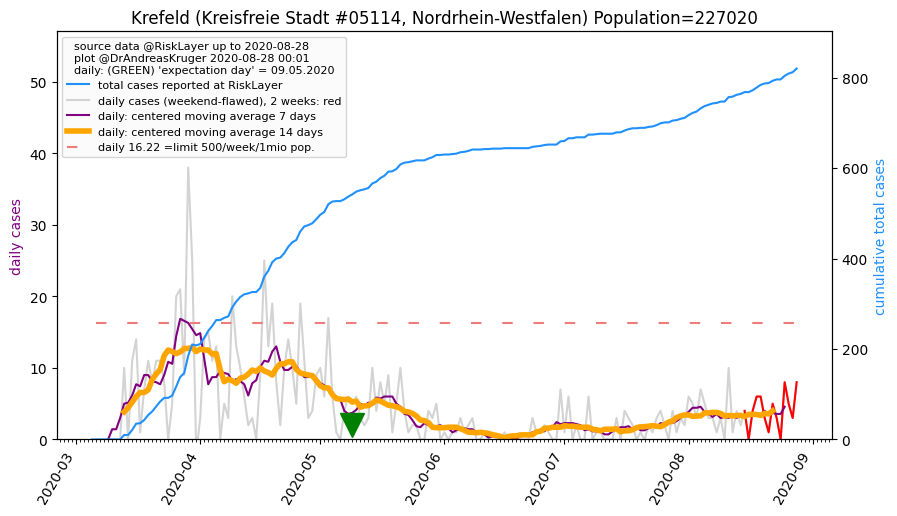 Krefeld (Kreisfreie Stadt #05114, Nordrhein-Westfalen) Population=227020
source data @RiskLayer up to 2020-08-28
plot @DrAndreasKruger 2020-08-28 00:01
daily: (GREEN) 'expectation day' = 09.05.2020
total cases reported at RiskLayer
daily cases (weekend-flawed), 2 weeks: red
daily: centered moving average 7 days
daily: centered moving average 14 days
daily 16.22 =limit 500/week/1mio pop.
daily cases
50
40
30
20
10
0
cumulative total cases
800
600
400
200
0
2020-03
2020-04
2020-05
2020-06
2020-07
2020-08
2020-09